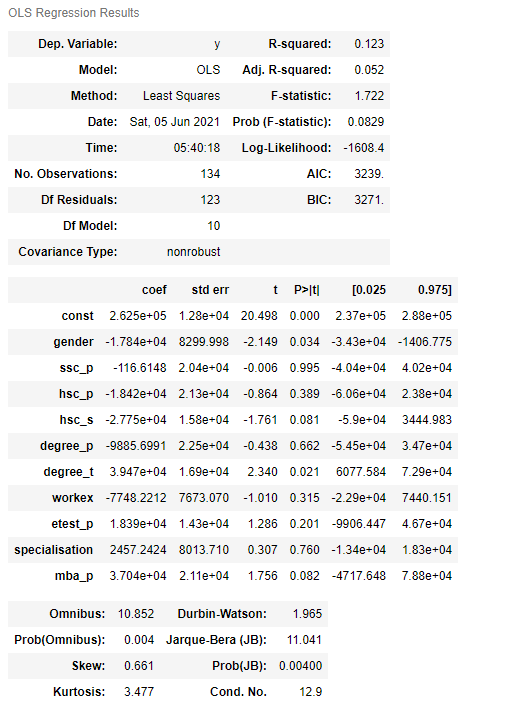 OLS Regression Results
Dep. Variable: y R-squared: 0.123
Model: OLS Adj. R-squared: 0.052
Method: Least Squares F-statistic: 1.722
Date: Sat, 05 Jun 2021 Prob (F-statistic): 0.0829
Time: 05:40:18 Log-Likelihood: -1608.4
No. Observations: 134 AIC: 3239.
Df Residuals: 123 BIC: 3271.
Df Model: 10
Covariance Type: nonrobust
coef std err t P>|t| [0.025 0.975]
const 2.625e+05 1.28e+04 20.498 0.000 2.37e+05 2.88e+05
gender -1.784e+04 8299.998 -2.149 0.034 -3.43e+04 -1406.775
ssc_p -116.6148 2.04e+04 -0.006 0.995 -4.04e+04 4.02e+04
hsc_p -1.842e+04 2.13e+04 -0.864 0.389 -6.06e+04 2.38e+04
hsc_s -2.775e+04 1.58e+04 -1.761 0.081 -5.9e+04 3444.983
degree_p -9885.6991 2.25e+04 -0.438 0.662 -5.45e+04 3.47e+04
degree_t 3.947e+04 1.69e+04 2.340 0.021 6077.584 7.29e+04
workex -7748.2212 7673.070 -1.010 0.315 -2.29e+04 7440.151
etest_p 1.839e+04 1.43e+04 1.286 0.201 -9906.447 4.67e+04
specialisation 2457.2424 8013.710 0.307 0.760 -1.34e+04 1.83e+04
mba_p 3.704e+04 2.11e+04 1.756 0.082 -4717.648 7.88e+04
Omnibus: 10.852 Durbin-Watson: 1.965
Prob(Omnibus): 0.004 Jarque-Bera (JB): 11.041
Skew: 0.661 Prob(JB): 0.00400
Kurtosis: 3.477 Cond. No. 12.9